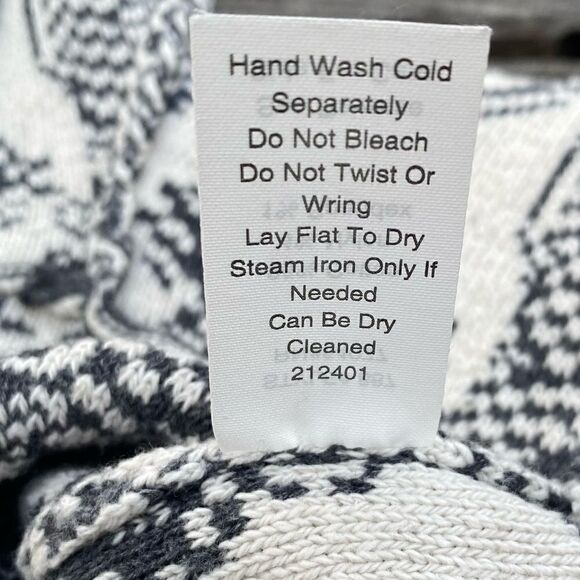 Hand Wash Cold
Separately
Do Not Bleach
Do Not Twist Or
Wring
Lay Flat To Dry
Steam Iron Only If
Needed
Can Be Dry
Cleaned
212401